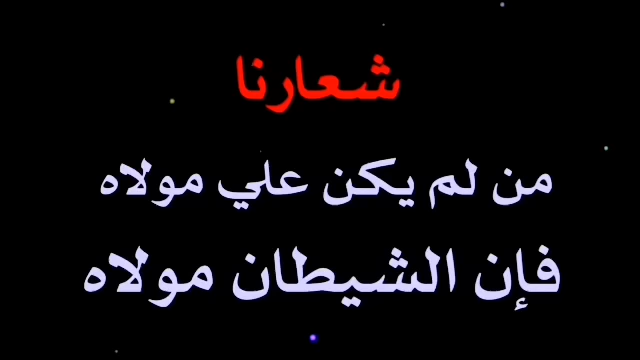 شعارنا
من لم يكن علي مولاه
فإن الشيطان مولاه